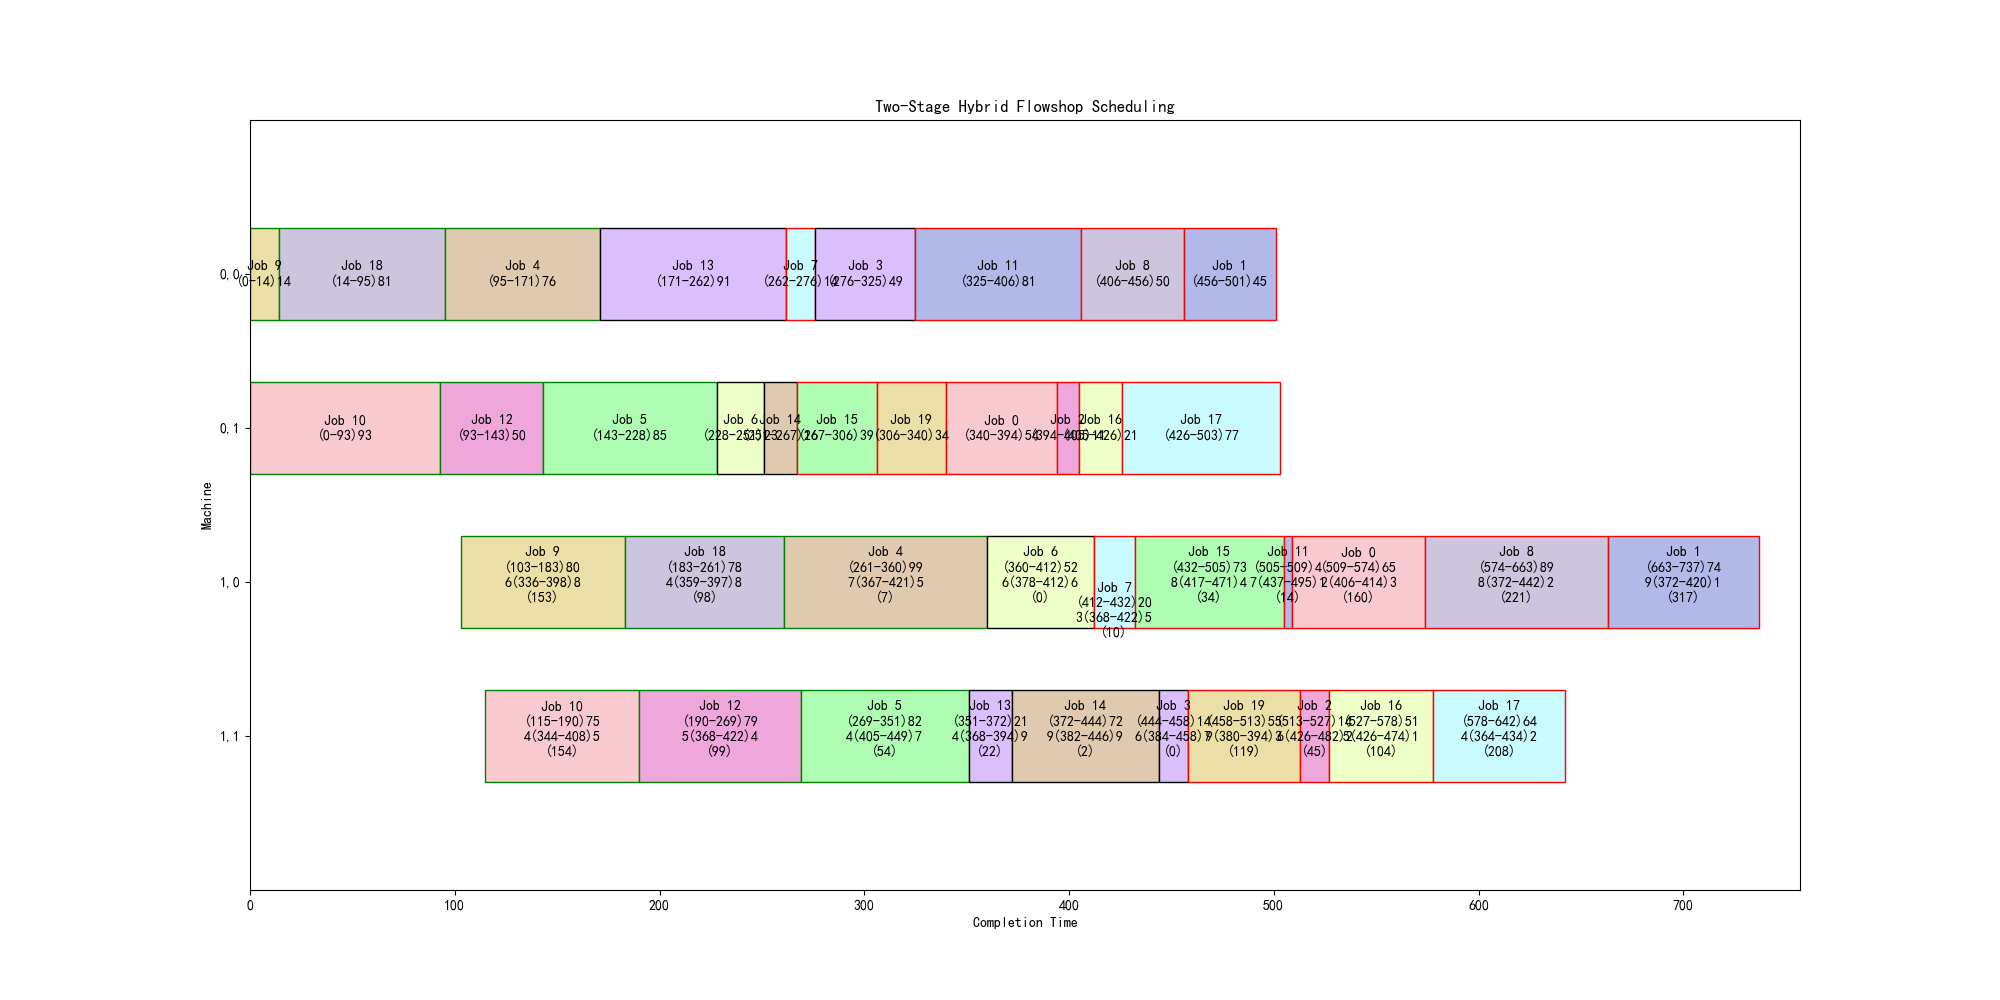 Two-Stage Hybrid Flowshop Scheduling
Machine
0,0
Job 9
(0-14)14
Job 18
(14-95)81
Job 4
(95-171)76
Job 13
(171-262)91
Job 7
(262-276)14
Job 3
(276-325)49
Job 11
(325-406)81
Job 8
(406-456)50
Job 1
(456-501)45
0,1
Job 10
(0-93)93
Job 12
(93-143)50
Job 5
(143-228)85
Job 6
(228-251)23
Job 14
(251-267)16
Job 15
(267-306)39
Job 19
(306-340)34
Job 0
(340-394)54
Job 2
(394-405)11
Job 16
(405-426)21
Job 17
(426-503)77
1,0
Job 9
(103-183)80
6(336-398)8
(153)
Job 18
(183-261)78
4(359-397)8
(98)
Job 4
(261-360)99
7(367-421)5
(7)
Job 6
(360-412)52
6(378-412)6
(0)
Job 7
(412-432)20
3(368-422)5
(10)
Job 15
(432-505)73
8(417-471)4
(34)
Job 11
(505-509)4
7(437-495)1
(14)
Job 0
(509-574)65
2(406-414)3
(160)
Job 8
(574-663)89
8(372-442)2
(221)
Job 1
(663-737)74
9(372-420)1
(317)
1,1
Job 10
(115-190)75
4(344-408)5
(154)
Job 12
(190-269)79
5(368-422)4
(99)
Job 5
(269-351)82
4(405-449)7
(54)
Job 13
(351-372)21
4(368-394)9
(22)
Job 14
(372-444)72
9(382-446)9
(2)
Job 3
(444-458)14
6(384-458)7
(0)
Job 19
(458-513)55
9(380-394)3
(119)
Job 2
(513-527)14
6(426-482)2
(45)
Job 16
(527-578)51
5(426-474)1
(104)
Job 17
(578-642)64
4(364-434)2
(208)
0 100 200 300 400 500 600 700
Completion Time